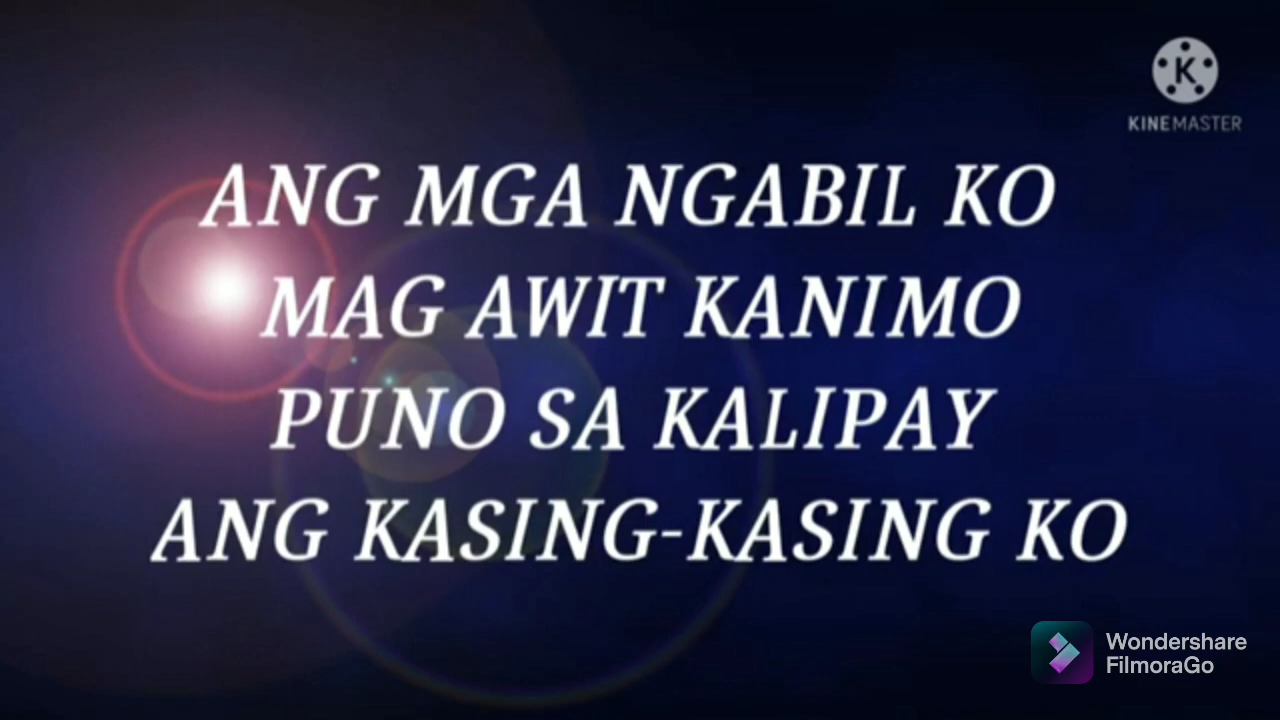 K
KINEMASTER
ANG MGA NGABIL KO
MAG AWIT KANIMO
PUNO SA KALIPAY
ANG KASING-KASING KO
Wondershare
FilmoraGo